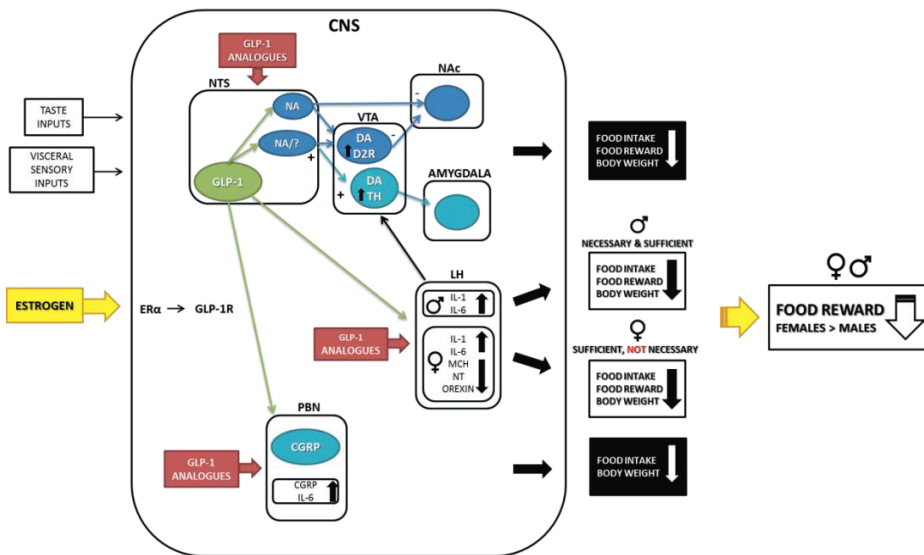 CNS
GLP-1
ANALOGUES
NTS
NA
NA/?
+
GLP-1
TASTE
INPUTS
VISCERAL
SENSORY
INPUTS
NAc
-
VTA
DA
D2R
-
DA
TH
+
AMYGDALA
FOOD INTAKE
FOOD REWARD
BODY WEIGHT
ESTROGEN
ERα → GLP-1R
LH
♂
IL-1
IL-6
♀
IL-1
IL-6
MCH
NT
OREXIN
GLP-1
ANALOGUES
♂
NECESSARY & SUFFICIENT
FOOD INTAKE
FOOD REWARD
BODY WEIGHT
♀
SUFFICIENT, NOT NECESSARY
FOOD INTAKE
FOOD REWARD
BODY WEIGHT
♀♂
FOOD REWARD
FEMALES > MALES
PBN
CGRP
CGRP
IL-6
GLP-1
ANALOGUES
FOOD INTAKE
BODY WEIGHT